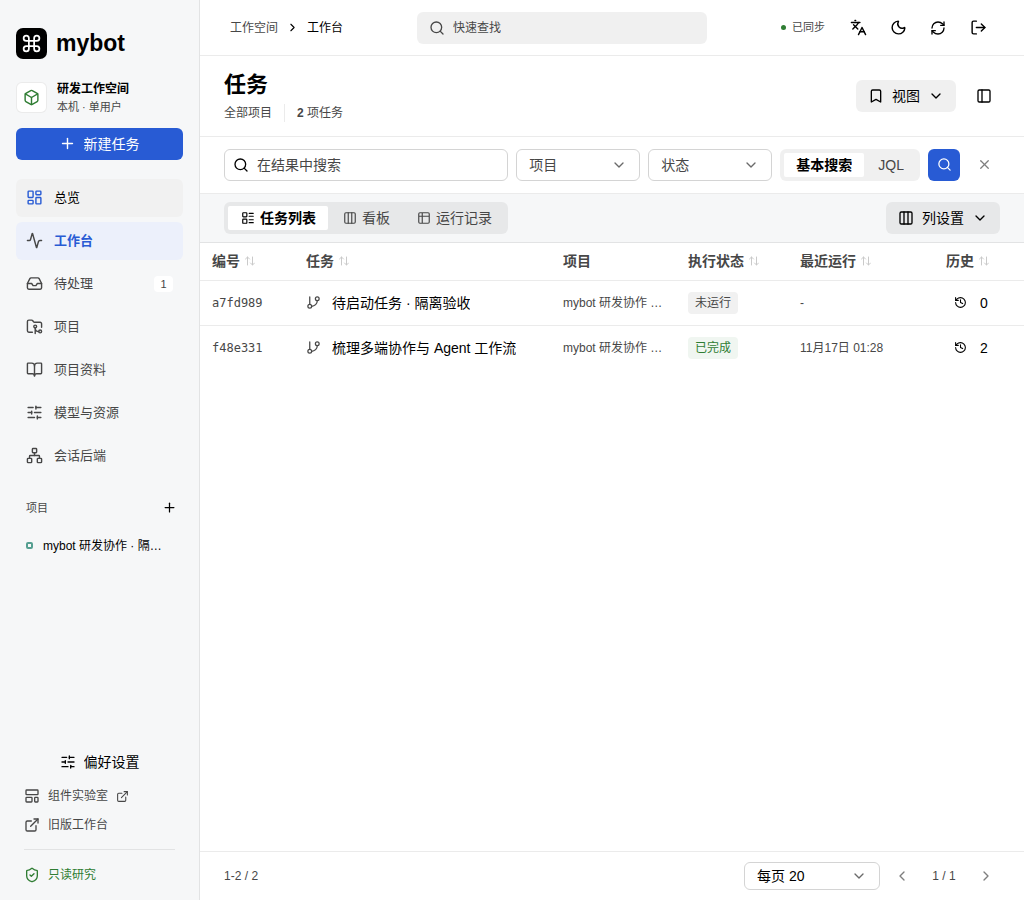 mybot
研发工作空间
本机 · 单用户
新建任务
总览
工作台
待处理 1
项目
项目资料
模型与资源
会话后端
项目
mybot 研发协作 · 隔…
偏好设置
组件实验室
旧版工作台
只读研究
工作空间 工作台
快速查找
已同步
任务
全部项目 2 项任务
视图
在结果中搜索
项目
状态
基本搜索 JQL
任务列表 看板 运行记录
列设置
编号 任务 项目 执行状态 最近运行 历史
a7fd989 待启动任务 · 隔离验收 mybot 研发协作 … 未运行 - 0
f48e331 梳理多端协作与 Agent 工作流 mybot 研发协作 … 已完成 11月17日 01:28 2
1-2 / 2
每页 20
1 / 1